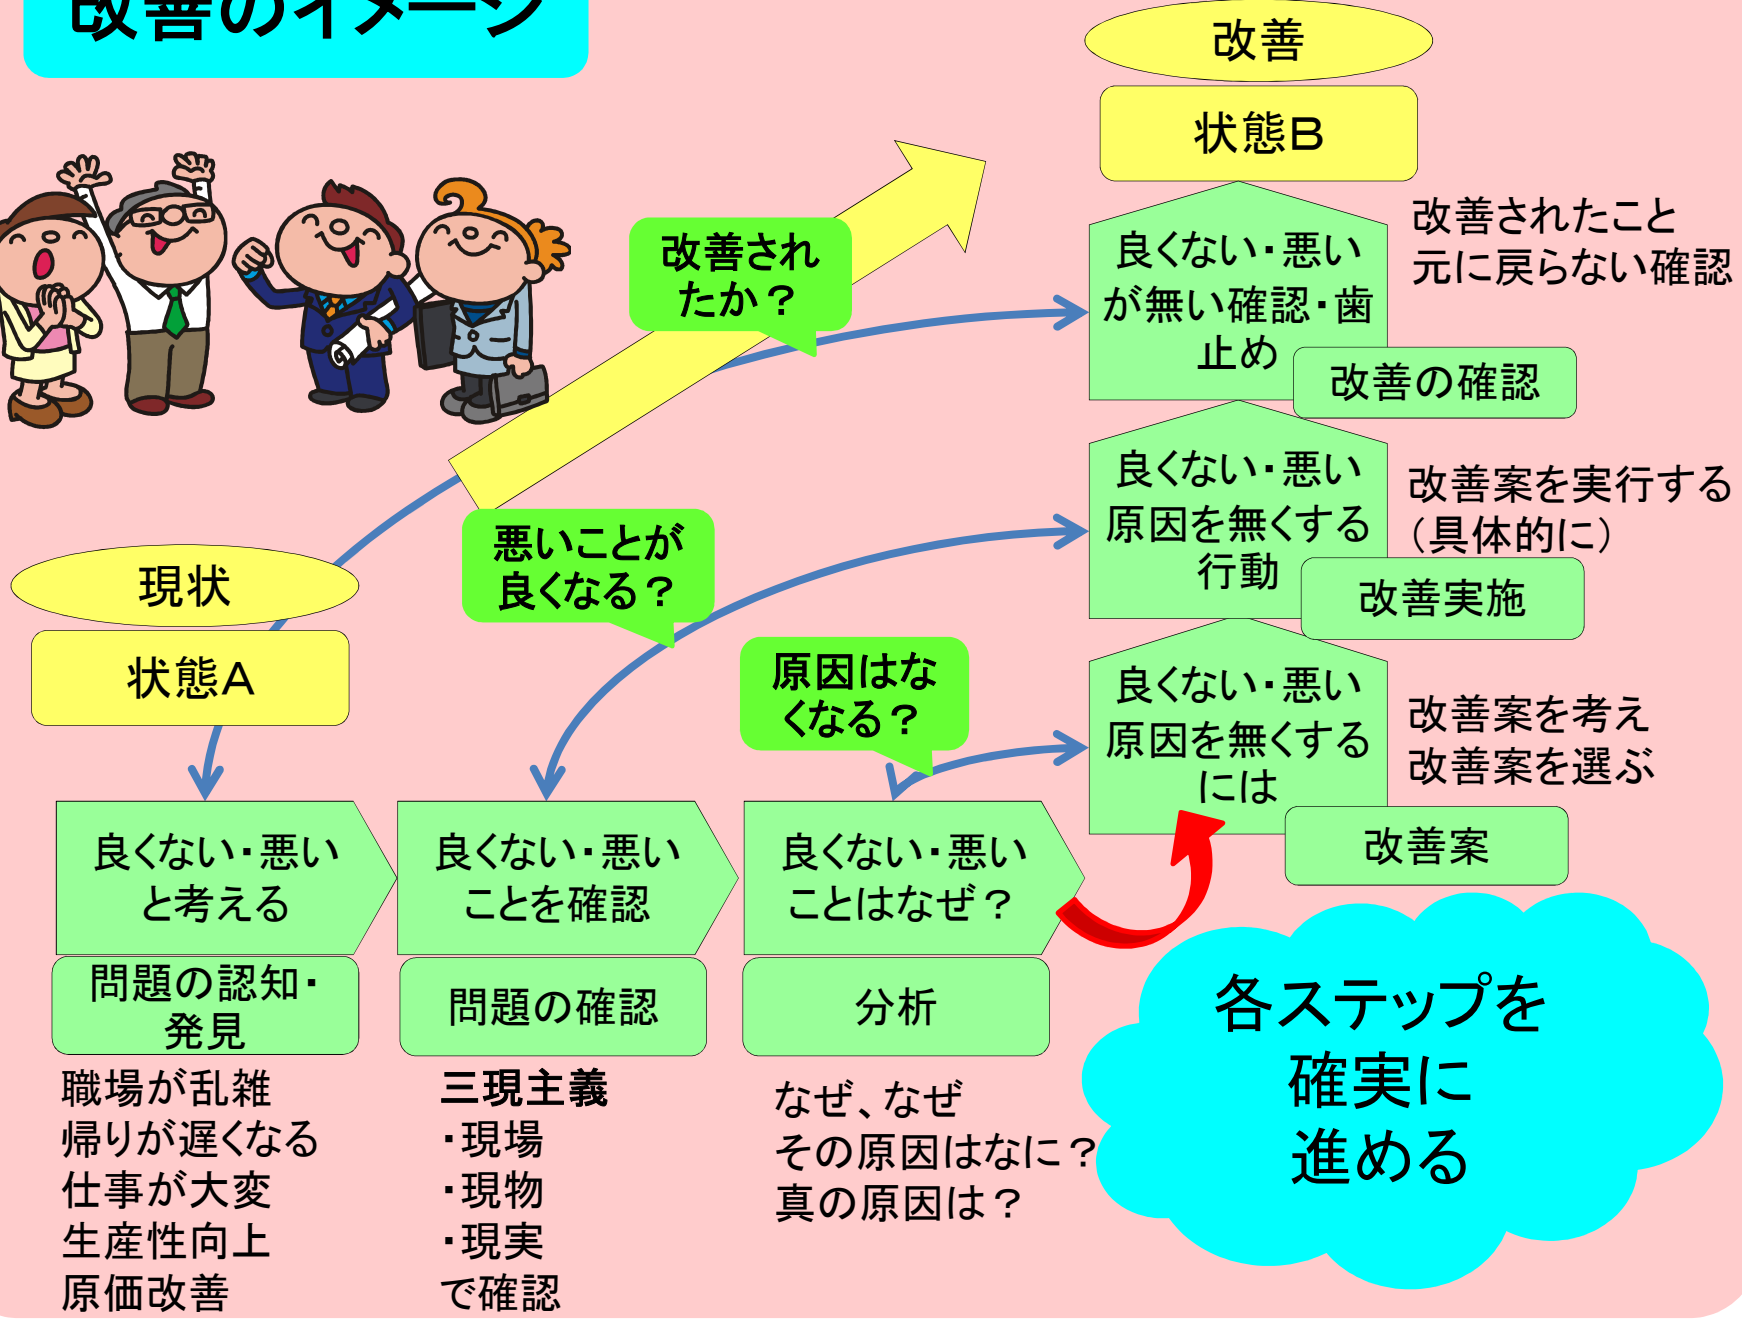 改善のイメージ
改善
状態B
良くない・悪い
が無い確認・歯
止め
改善されたこと
元に戻らない確認
改善の確認
改善され
たか？
良くない・悪い
原因を無くする
行動
改善案を実行する
（具体的に）
改善実施
悪いことが
良くなる？
現状
状態A
原因はな
くなる？
良くない・悪い
原因を無くする
には
改善案を考え
改善案を選ぶ
改善案
良くない・悪い
と考える
問題の認知・
発見
職場が乱雑
帰りが遅くなる
仕事が大変
生産性向上
原価改善
良くない・悪い
ことを確認
問題の確認
三現主義
・現場
・現物
・現実
で確認
良くない・悪い
ことはなぜ？
分析
なぜ、なぜ
その原因はなに？
真の原因は？
各ステップを
確実に
進める